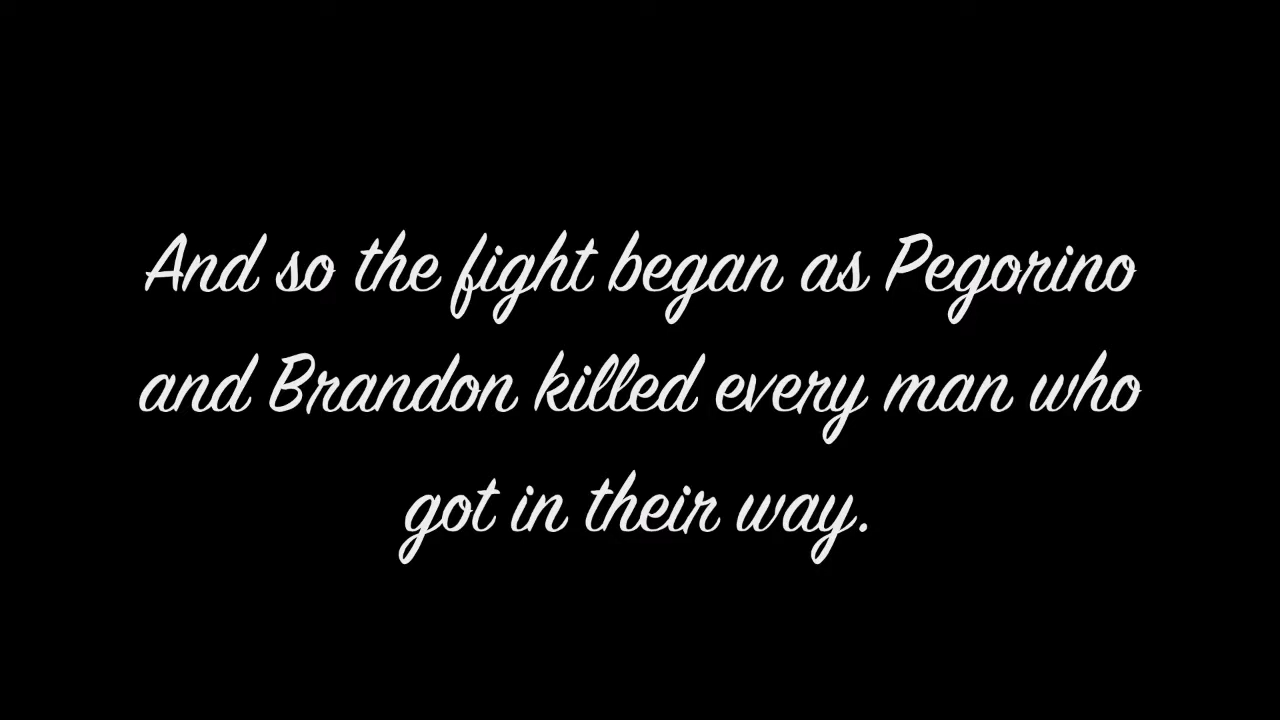 And so the fight began as Pegorino
and Brandon killed every man who
got in their way.